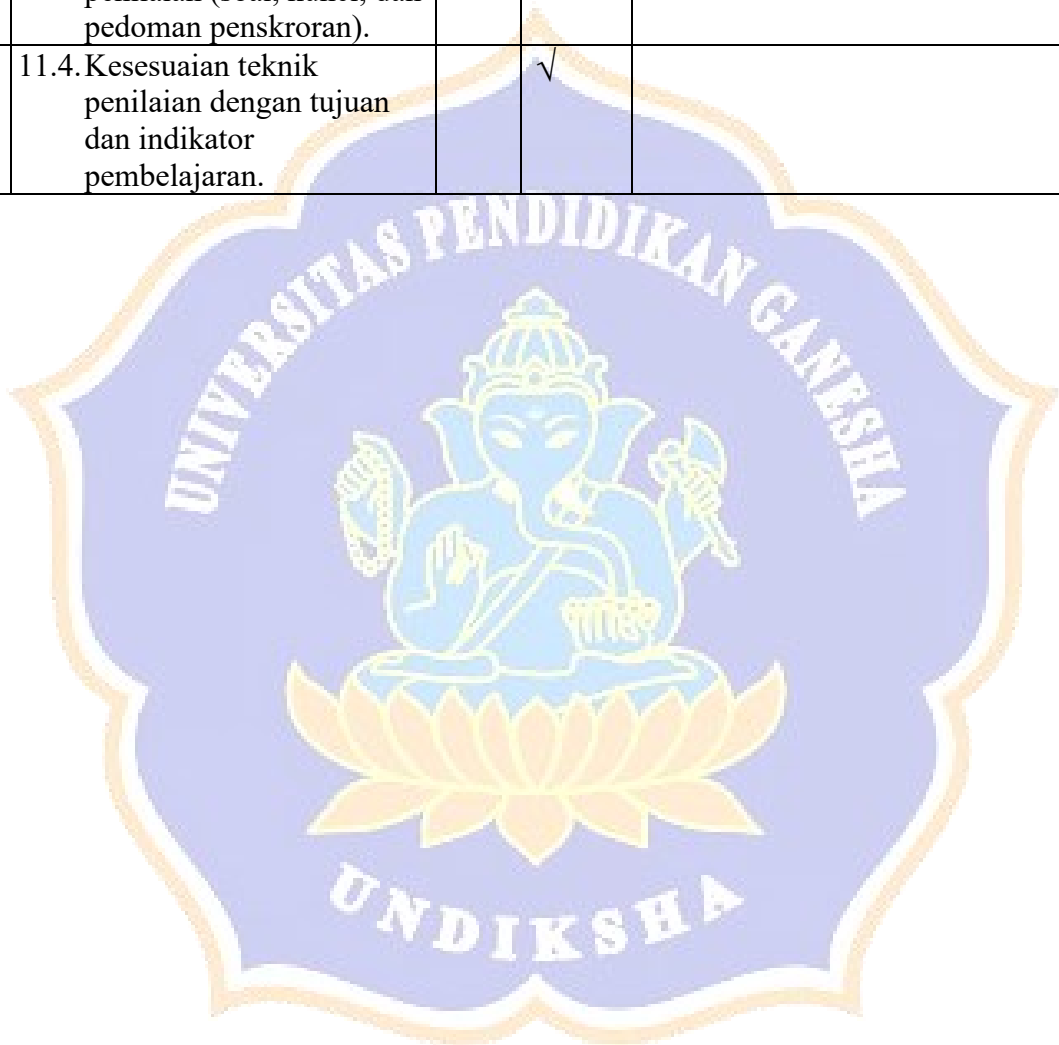 pedoman penskroran).
11.4. Kesesuaian teknik √
penilaian dengan tujuan
dan indikator
pembelajaran.
UNIVERSITAS PENDIDIKAN GANESHA
UNDIKSHA